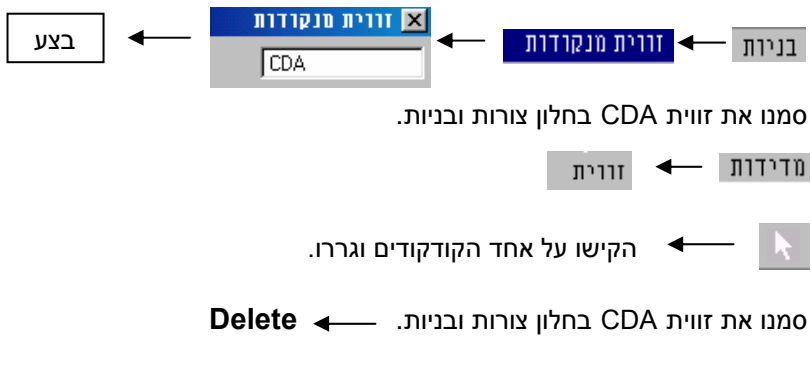 בניות ← זווית מנקודות ← זווית מנקודות CDA ← בצע
סמנו את זווית CDA בחלון צורות ובניות.
מדידות ← זווית
← הקישו על אחד הקודקודים וגררו.
סמנו את זווית CDA בחלון צורות ובניות. ← Delete